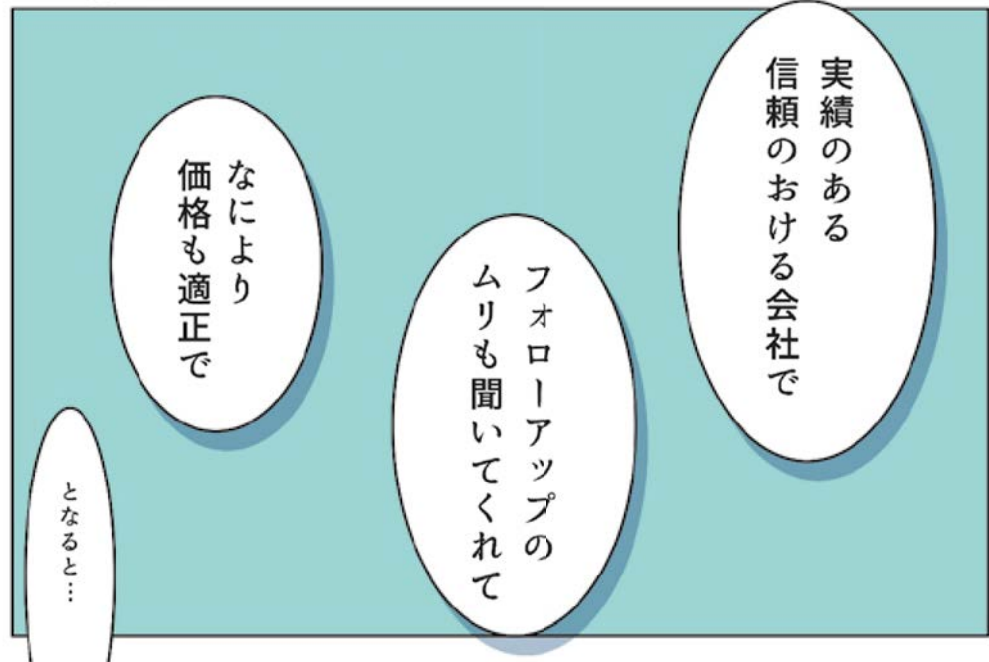 実績のある
信頼のおける会社で
フォローアップの
ムリも聞いてくれて
なにより
価格も適正で
となると…